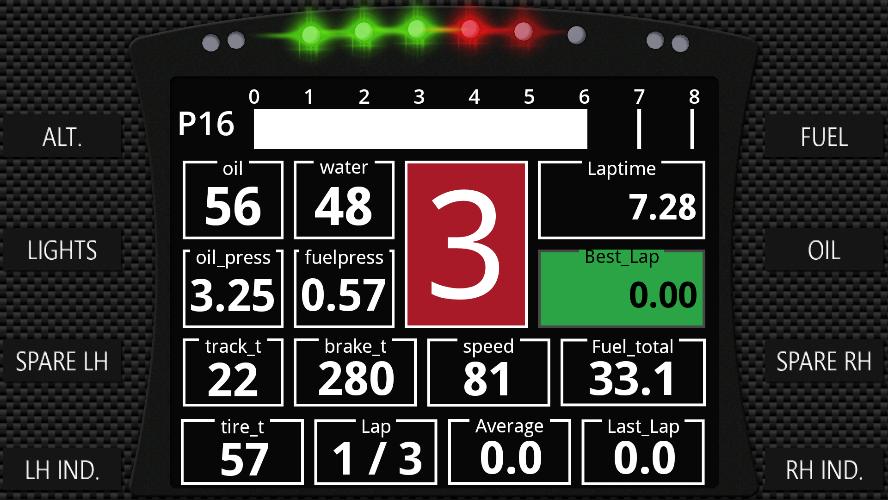 0 1 2 3 4 5 6 7 8
P16
ALT.
FUEL
oil water Laptime
56 48 3 7.28
LIGHTS
OIL
oil_press fuelpress Best_Lap
3.25 0.57 0.00
track_t brake_t speed Fuel_total
22 280 81 33.1
SPARE LH
SPARE RH
tire_t Lap Average Last_Lap
57 1 / 3 0.0 0.0
LH IND.
RH IND.